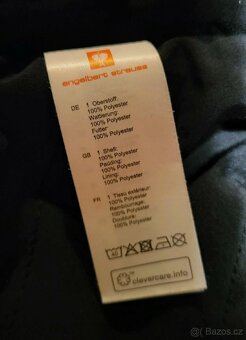 engelbert strauss
DE 1 Oberstoff:
100% Polyester
Wattierung:
100% Polyester
Futter:
100% Polyester
GB 1 Shell:
100% Polyester
Padding:
100% Polyester
Lining:
100% Polyester
FR 1 Tissu extérieur:
100% Polyester
Rembourrage:
100% Polyester
Doublure:
100% Polyester
clevercare.info
Bazoš.cz